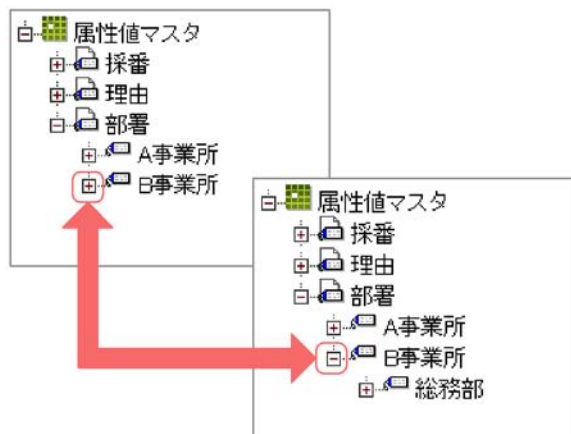 属性値マスタ
採番
理由
部署
A事業所
B事業所
属性値マスタ
採番
理由
部署
A事業所
B事業所
総務部